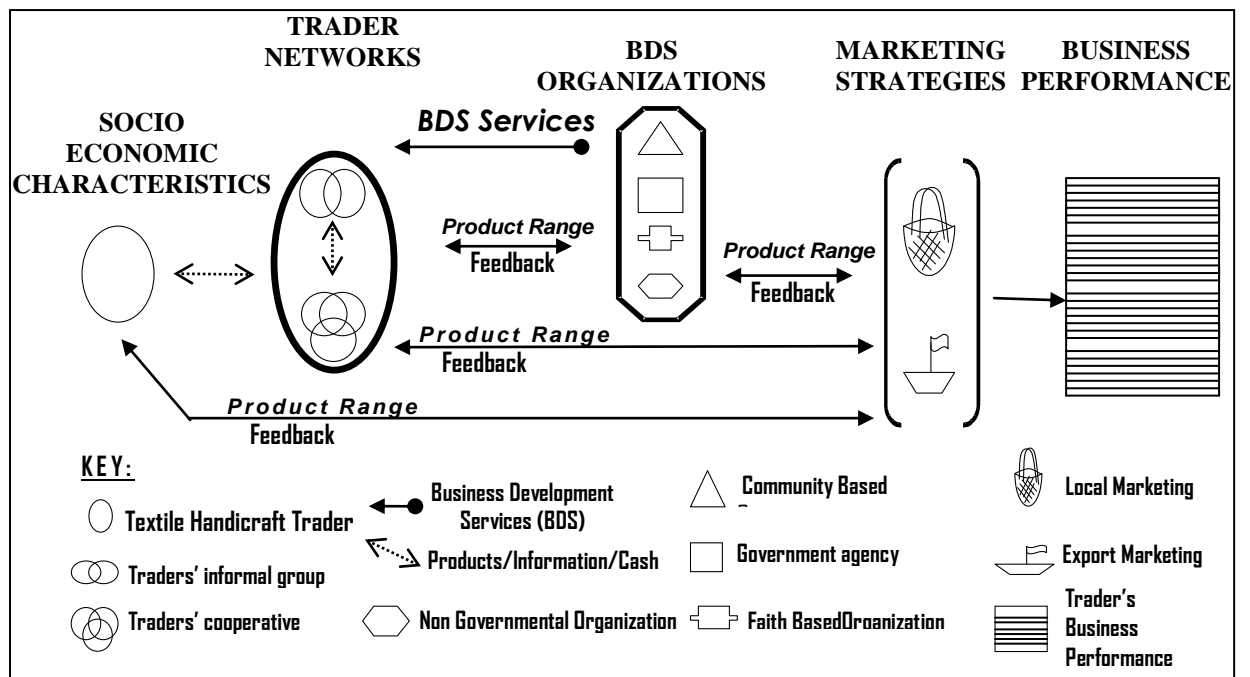 TRADER
NETWORKS
BDS
ORGANIZATIONS
MARKETING
STRATEGIES
BUSINESS
PERFORMANCE
SOCIO
ECONOMIC
CHARACTERISTICS
BDS Services
Product Range
Feedback
Product Range
Feedback
Product Range
Feedback
Product Range
Feedback
KEY:
Textile Handicraft Trader
Traders' informal group
Traders' cooperative
Business Development
Services (BDS)
Products/Information/Cash
Non Governmental Organization
Community Based
Government agency
Faith BasedOroanization
Local Marketing
Export Marketing
Trader's
Business
Performance